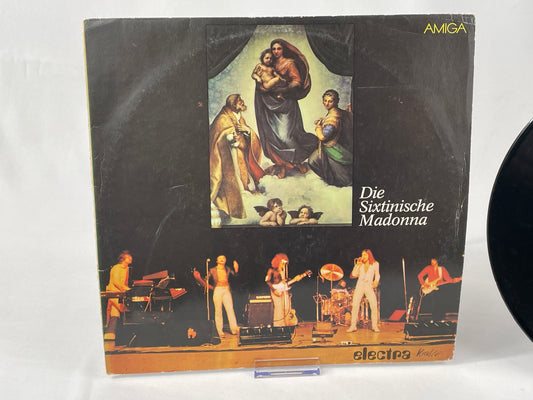 AMIGA
Die
Sixtinische
Madonna
electra